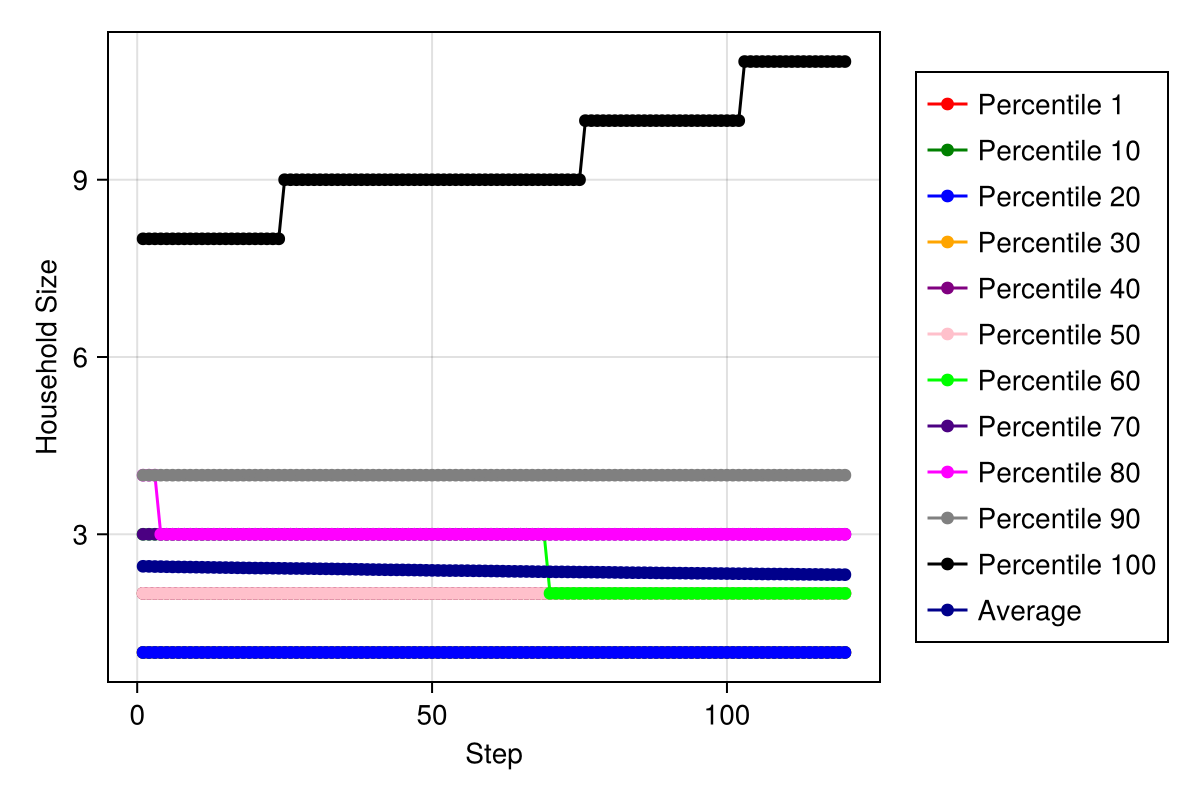 9
6
3
0
50
100
Step
Household Size
Percentile 1
Percentile 10
Percentile 20
Percentile 30
Percentile 40
Percentile 50
Percentile 60
Percentile 70
Percentile 80
Percentile 90
Percentile 100
Average